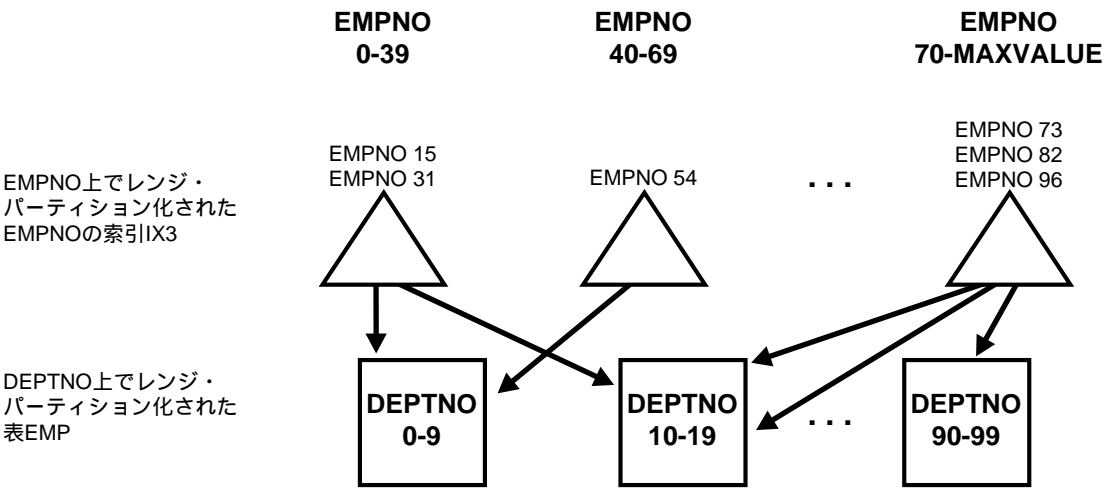 EMPNO
0-39
EMPNO
40-69
EMPNO
70-MAXVALUE
EMPNO上でレンジ・
パーティション化された
EMPNOの索引IX3
EMPNO 15
EMPNO 31
EMPNO 54
. . .
EMPNO 73
EMPNO 82
EMPNO 96
DEPTNO上でレンジ・
パーティション化された
表EMP
DEPTNO
0-9
DEPTNO
10-19
. . .
DEPTNO
90-99